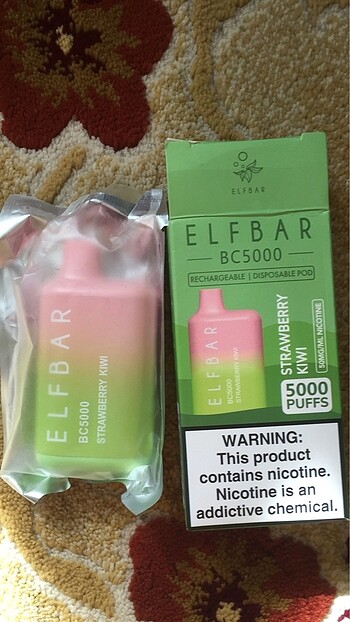 ELFBAR
BC5000
STRAWBERRY KIWI
ELFBAR
ELFBAR
BC5000
RECHARGEABLE | DISPOSABLE POD
ELFBAR
BC5000
STRAWBERRY KIWI
STRAWBERRY
KIWI
50MG/ML NICOTINE
5000
PUFFS
WARNING:
This product
contains nicotine.
Nicotine is an
addictive chemical.